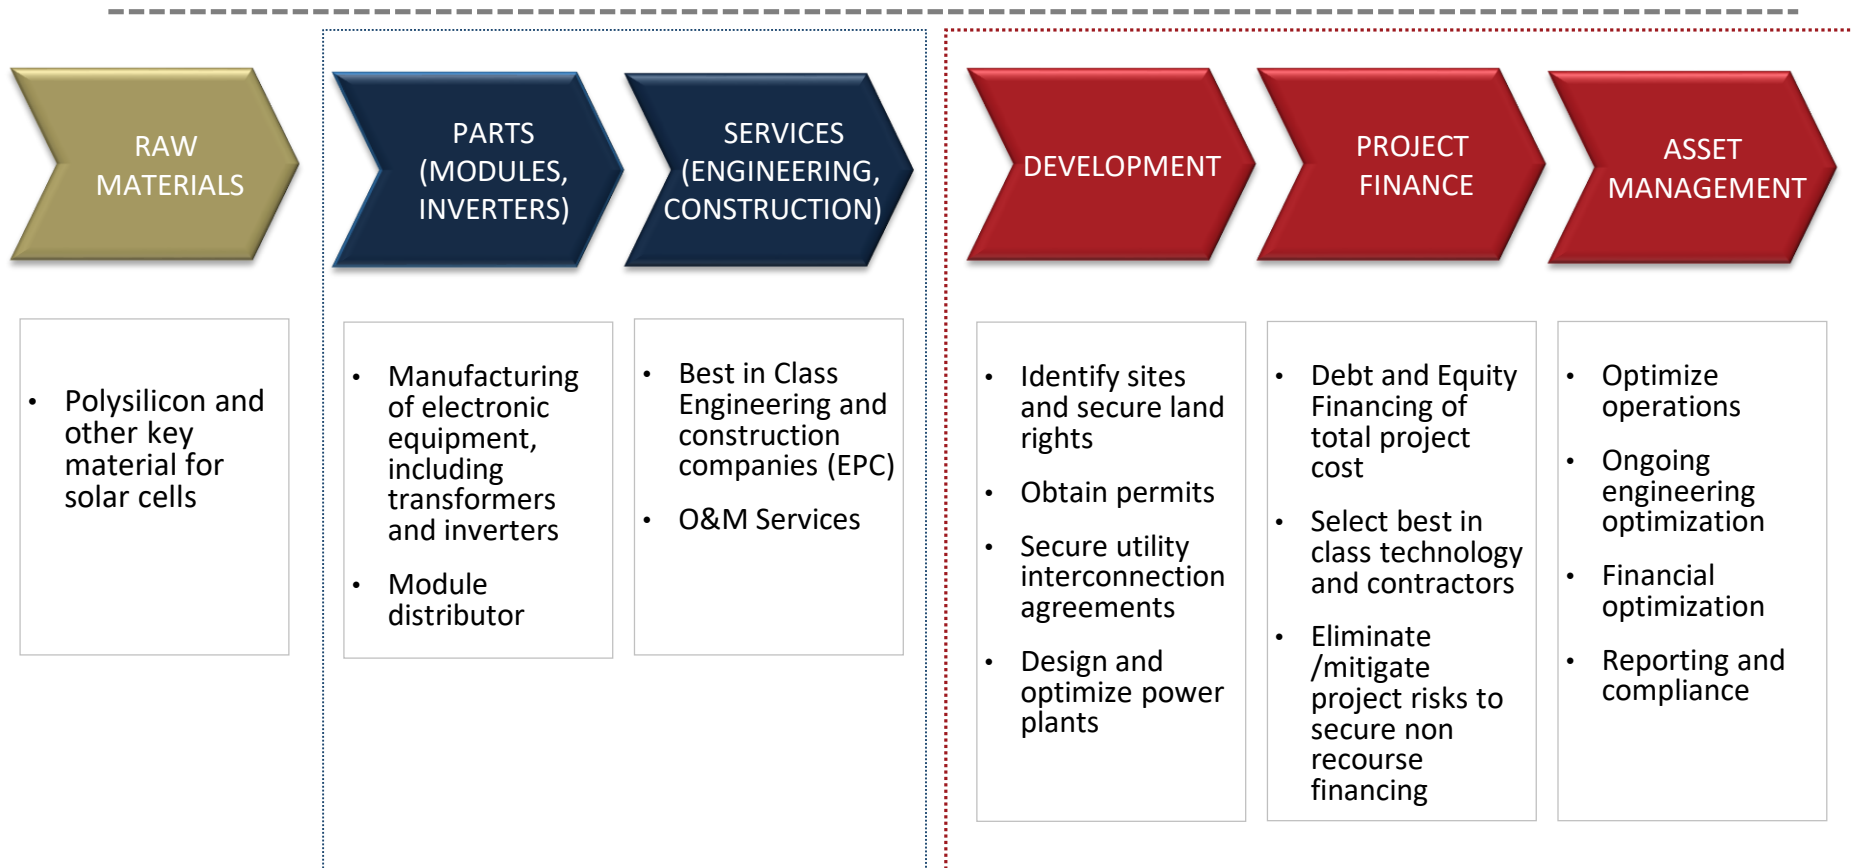 RAW
MATERIALS
PARTS
(MODULES,
INVERTERS)
SERVICES
(ENGINEERING,
CONSTRUCTION)
DEVELOPMENT
PROJECT
FINANCE
ASSET
MANAGEMENT
• Polysilicon and
other key
material for
solar cells
• Manufacturing
of electronic
equipment,
including
transformers
and inverters
• Module
distributor
• Best in Class
Engineering and
construction
companies (EPC)
• O&M Services
• Identify sites
and secure land
rights
• Obtain permits
• Secure utility
interconnection
agreements
• Design and
optimize power
plants
• Debt and Equity
Financing of
total project
cost
• Select best in
class technology
and contractors
• Eliminate
/mitigate
project risks to
secure non
recourse
financing
• Optimize
operations
• Ongoing
engineering
optimization
• Financial
optimization
• Reporting and
compliance